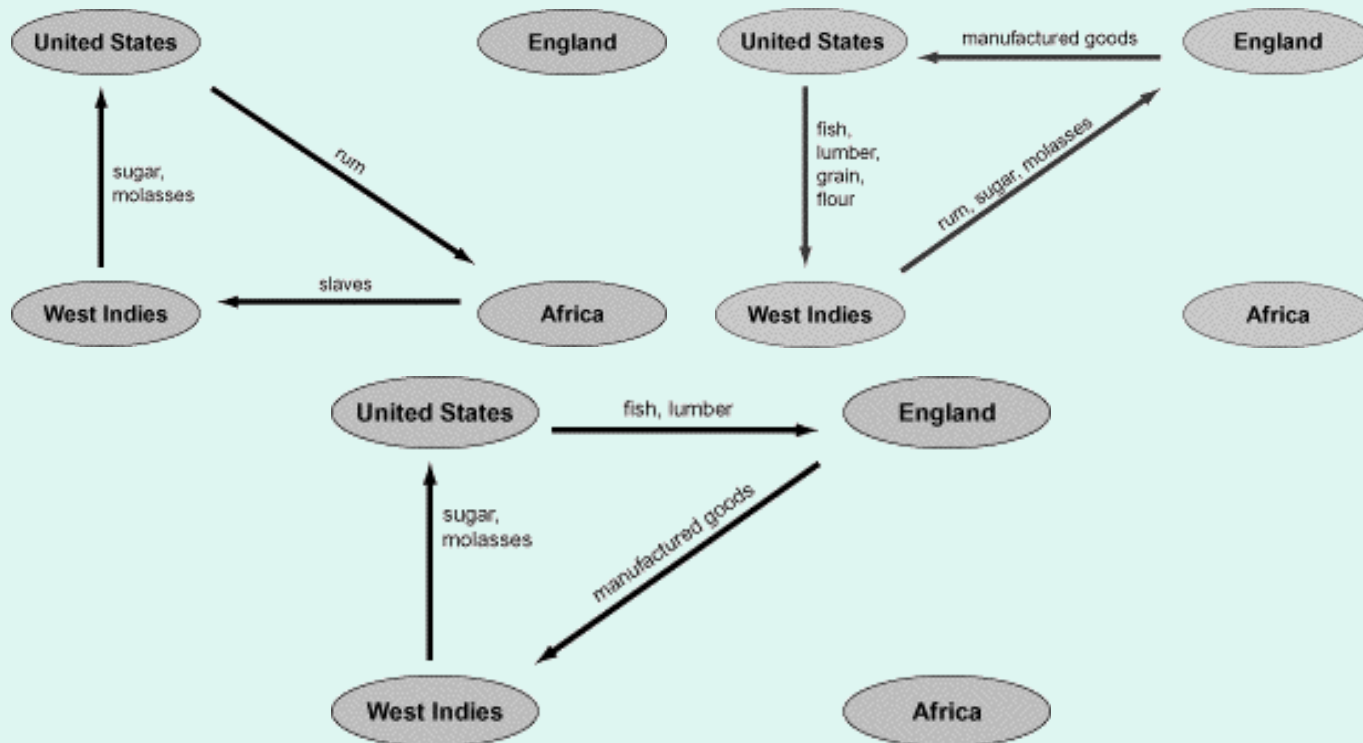 United States
England
rum
sugar,
molasses
slaves
West Indies
Africa
United States
manufactured goods
England
fish,
lumber,
grain,
flour
rum, sugar, molasses
West Indies
Africa
United States
fish, lumber
England
sugar,
molasses
manufactured goods
West Indies
Africa